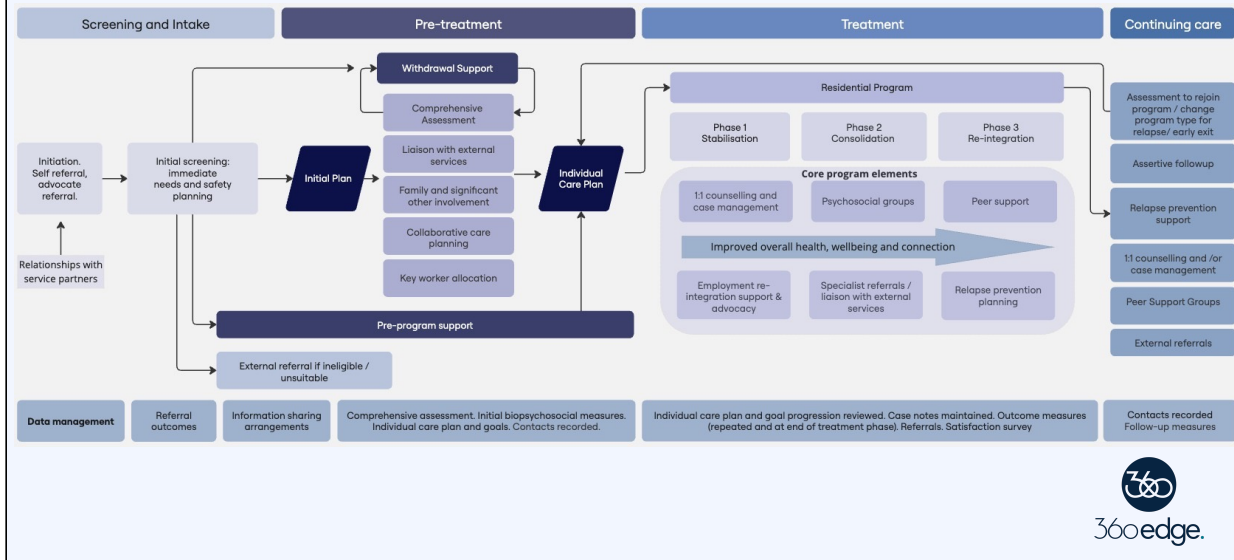 Screening and Intake
Pre-treatment
Treatment
Continuing care
Initiation.
Self referral,
advocate
referral.
Relationships with
service partners
Initial screening:
immediate
needs and safety
planning
Initial Plan
Withdrawal Support
Comprehensive
Assessment
Liaison with external
services
Family and significant
other involvement
Collaborative care
planning
Key worker allocation
Pre-program support
External referral if ineligible /
unsuitable
Individual
Care Plan
Residential Program
Phase 1
Stabilisation
Phase 2
Consolidation
Phase 3
Re-integration
Core program elements
1:1 counselling and
case management
Psychosocial groups
Peer support
Improved overall health, wellbeing and connection
Employment re-
integration support &
advocacy
Specialist referrals /
liaison with external
services
Relapse prevention
planning
Assessment to rejoin
program / change
program type for
relapse/ early exit
Assertive followup
Relapse prevention
support
1:1 counselling and /or
case management
Peer Support Groups
External referrals
Data management
Referral
outcomes
Information sharing
arrangements
Comprehensive assessment. Initial biopsychosocial measures.
Individual care plan and goals. Contacts recorded.
Individual care plan and goal progression reviewed. Case notes maintained. Outcome measures
(repeated and at end of treatment phase). Referrals. Satisfaction survey
Contacts recorded
Follow-up measures
360
360edge.